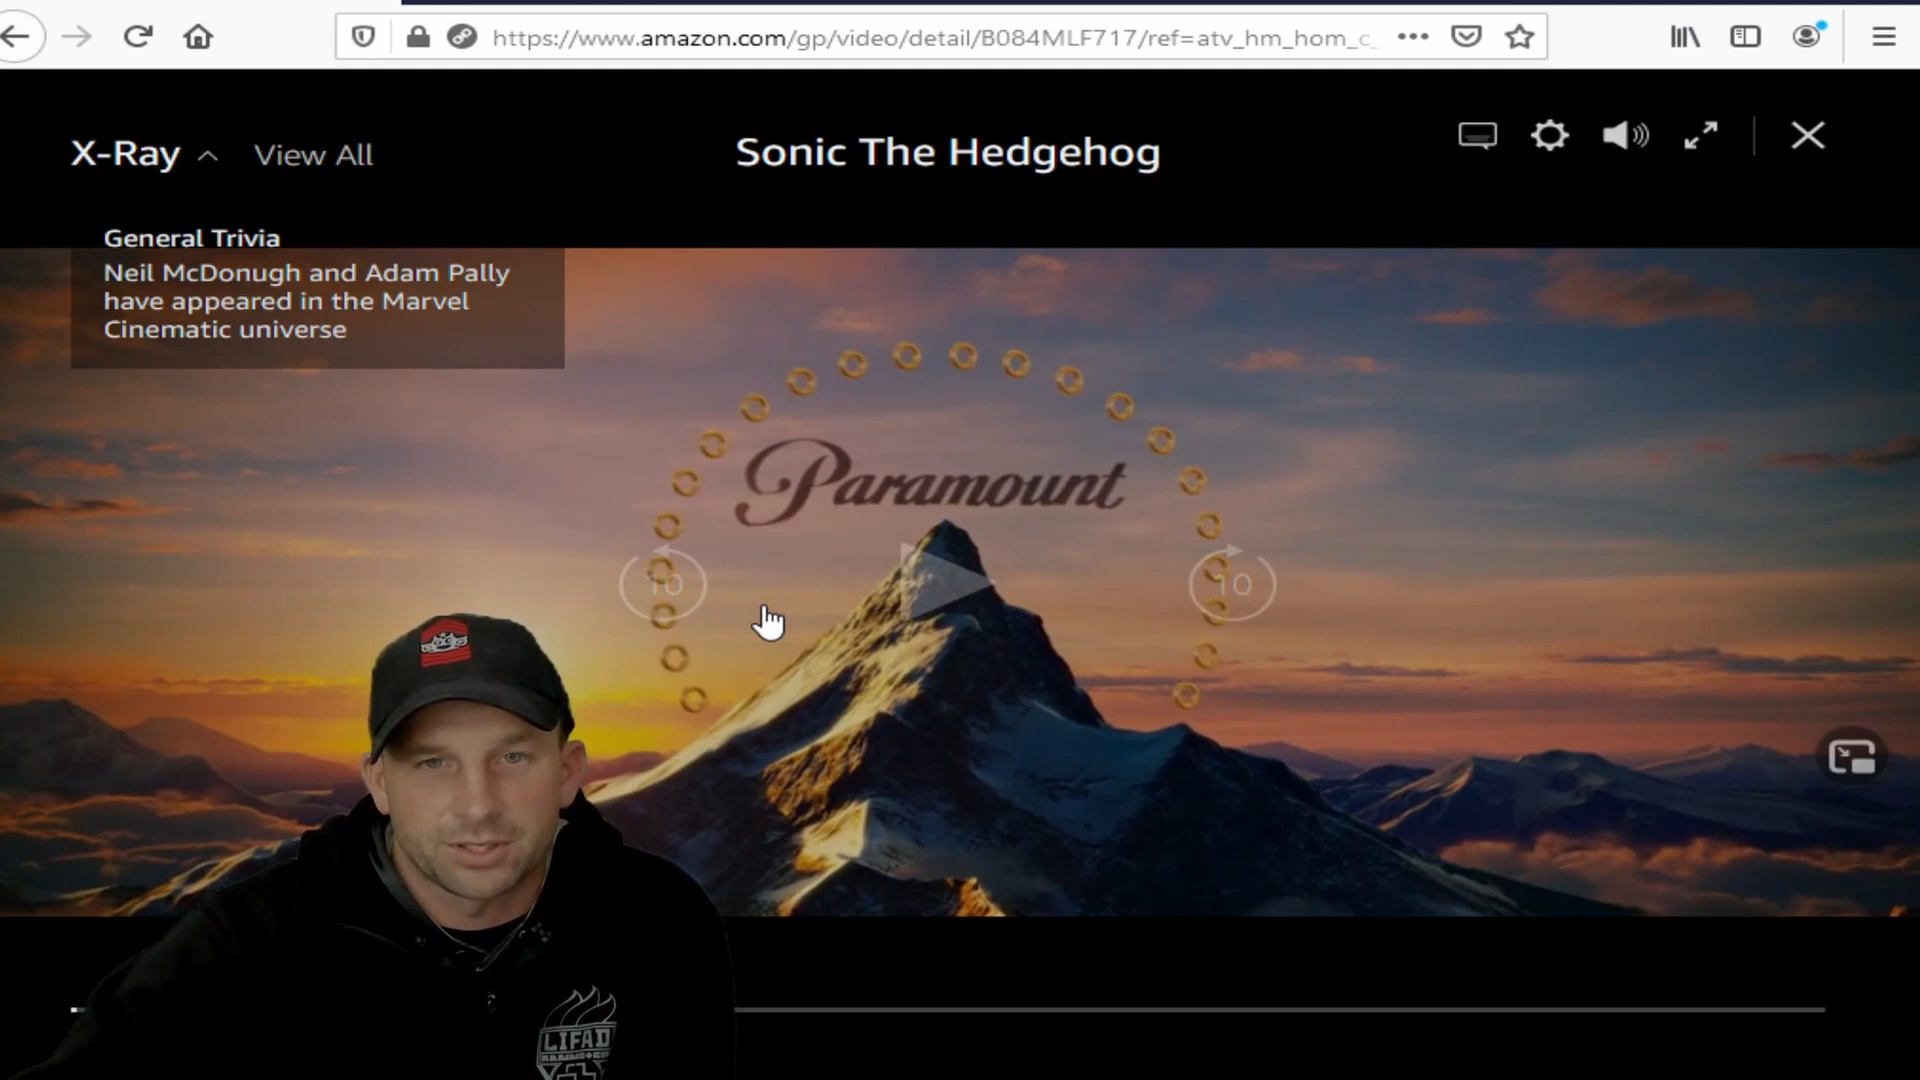 https://www.amazon.com/gp/video/detail/B084MLF717/ref=atv_hm_hom_c_
X-Ray
View All
Sonic The Hedgehog
General Trivia
Neil McDonugh and Adam Pally
have appeared in the Marvel
Cinematic universe
Paramount
10
10
LIFAD